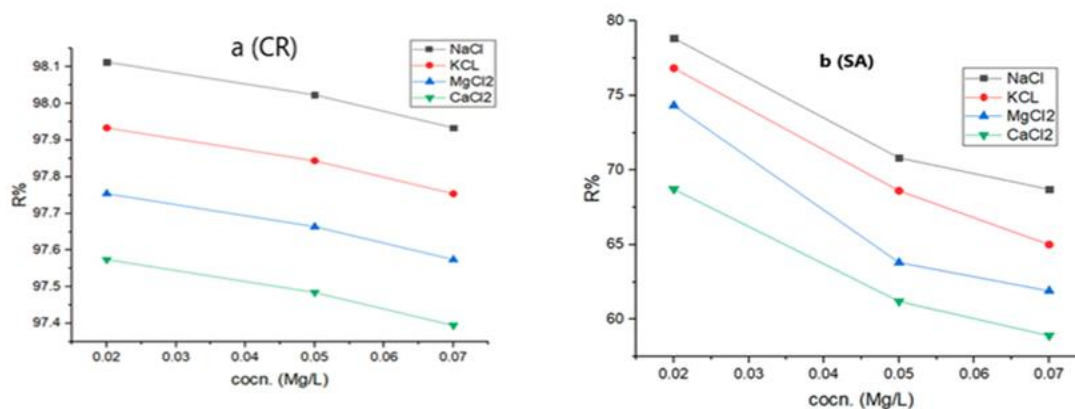 a (CR)
NaCl
KCL
MgCl2
CaCl2
98.1
98.0
97.9
97.8
97.7
97.6
97.5
97.4
R%
0.02 0.03 0.04 0.05 0.06 0.07
cocn. (Mg/L)
b (SA)
NaCl
KCL
MgCl2
CaCl2
80
75
70
65
60
R%
0.02 0.03 0.04 0.05 0.06 0.07
cocn. (Mg/L)